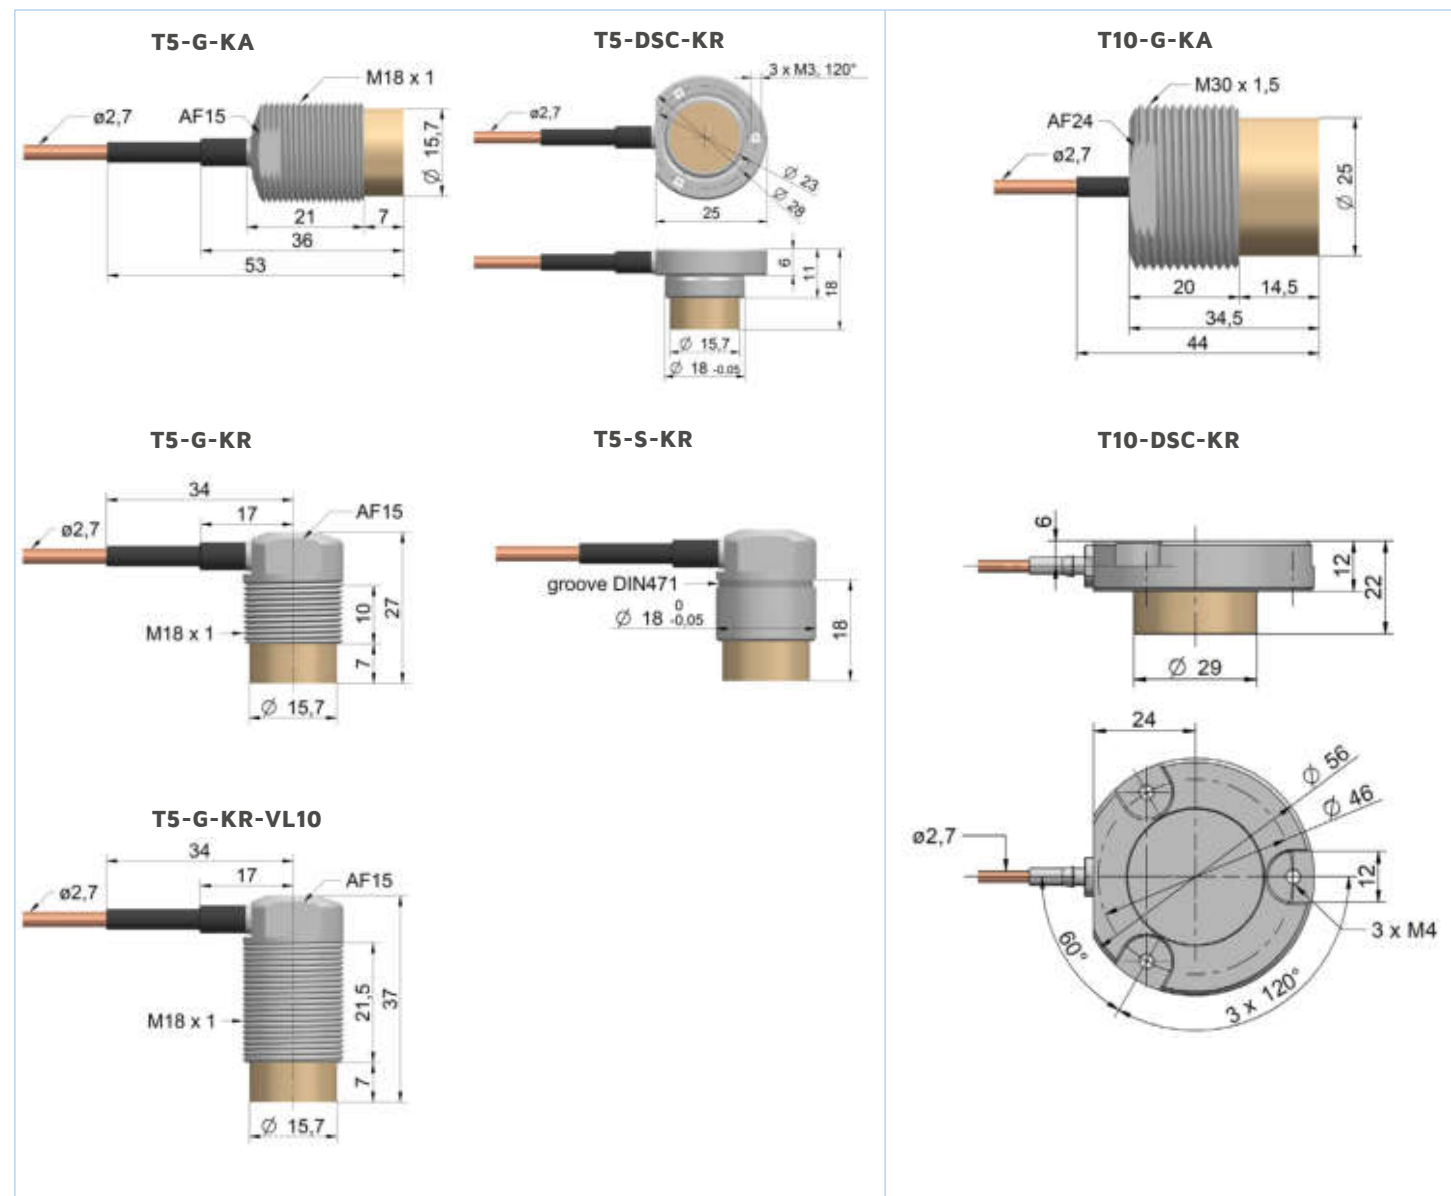 T5-G-KA
M18 x 1
ø2,7
AF15
Ø 15,7
21
7
36
53
T5-DSC-KR
3 x M3, 120°
ø2,7
Ø 23
Ø 28
25
6
11
18
Ø 15,7
Ø 18 -0.05
T10-G-KA
M30 x 1,5
AF24
ø2,7
Ø 25
20
14,5
34,5
44
T5-G-KR
34
17
AF15
ø2,7
M18 x 1
10
27
7
Ø 15,7
T5-S-KR
groove DIN471
Ø 18 0 -0,05
18
T10-DSC-KR
6
12
22
Ø 29
24
Ø 56
Ø 46
ø2,7
12
3 x M4
60°
3 x 120°
T5-G-KR-VL10
34
17
AF15
ø2,7
M18 x 1
21,5
37
7
Ø 15,7